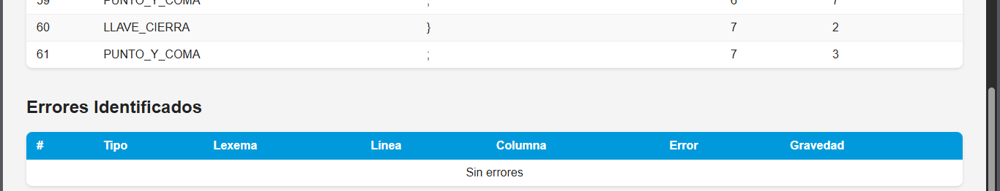 59 PUNTO_Y_COMA ; 6 7
60 LLAVE_CIERRA } 7 2
61 PUNTO_Y_COMA ; 7 3
Errores Identificados
# Tipo Lexema Línea Columna Error Gravedad
Sin errores